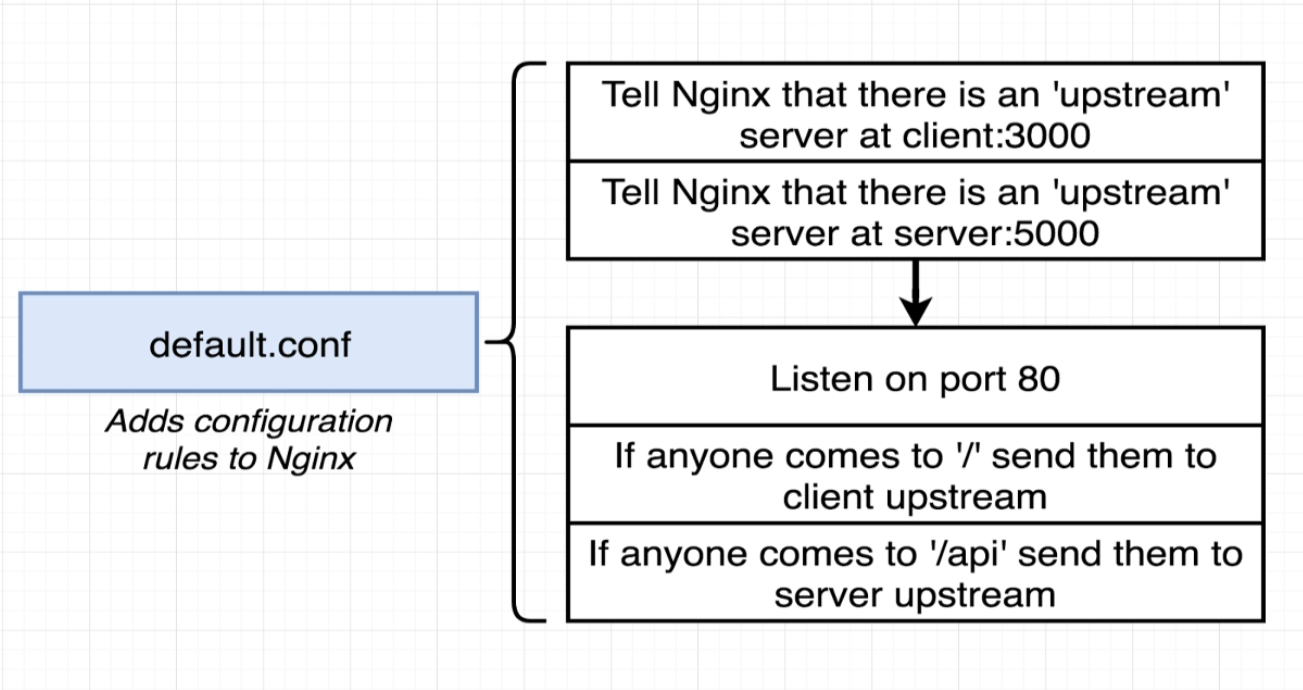 Tell Nginx that there is an 'upstream'
server at client:3000
Tell Nginx that there is an 'upstream'
server at server:5000
default.conf
Adds configuration
rules to Nginx
Listen on port 80
If anyone comes to '/' send them to
client upstream
If anyone comes to '/api' send them to
server upstream